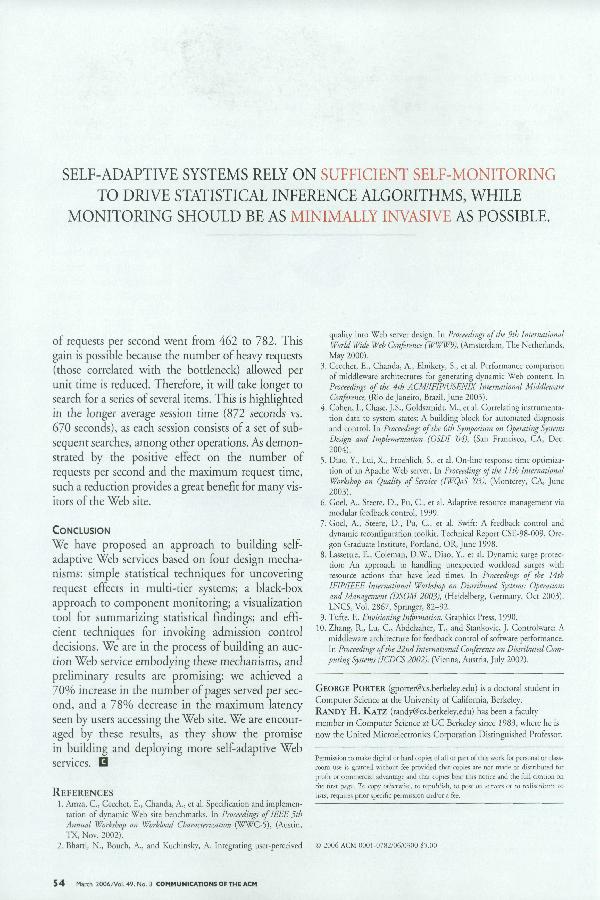 SELF-ADAPTIVE SYSTEMS RELY ON SUFFICIENT SELF-MONITORING
TO DRIVE STATISTICAL INFERENCE ALGORITHMS, WHILE
MONITORING SHOULD BE AS MINIMALLY INVASIVE AS POSSIBLE.
of requests per second went from 462 to 782. This
gain is possible because the number of heavy requests
(those correlated with the bottleneck) allowed per
unit time is reduced. Therefore, it will take longer to
search for a series of several items. This is highlighted
in the longer average session time (872 seconds vs.
670 seconds), as each session consists of a set of sub-
sequent searches, among other operations. As demon-
strated by the positive effect on the number of
requests per second and the maximum request time,
such a reduction provides a great benefit for many vis-
itors of the Web site.
CONCLUSION
We have proposed an approach to building self-
adaptive Web services based on four design mecha-
nisms: simple statistical techniques for uncovering
request effects in multi-tier systems; a black-box
approach to component monitoring; a visualization
tool for summarizing statistical findings; and effi-
cient techniques for invoking admission control
decisions. We are in the process of building an auc-
tion Web service embodying these mechanisms, and
preliminary results are promising: we achieved a
70% increase in the number of pages served per sec-
ond, and a 78% decrease in the maximum latency
seen by users accessing the Web site. We are encour-
aged by these results, as they show the promise
in building and deploying more self-adaptive Web
services. C
REFERENCES
1. Amza, C., Cecchet, E., Chanda, A., et al. Specification and implemen-
tation of dynamic Web site benchmarks. In Proceedings of IEEE 5th
Annual Workshop on Workload Characterization (WWC-5), (Austin,
TX, Nov. 2002).
2. Bhatti, N., Bouch, A., and Kuchinsky, A. Integrating user-perceived
quality into Web server design. In Proceedings of the 9th International
World Wide Web Conference (WWW9), (Amsterdam, The Netherlands,
May 2000).
3. Cecchet, E., Chanda, A., Elnikety, S., et al. Performance comparison
of middleware architectures for generating dynamic Web content. In
Proceedings of the 4th ACM/IFIP/USENIX International Middleware
Conference, (Rio de Janeiro, Brazil, June 2003).
4. Cohen, I., Chase, J.S., Goldszmidt, M., et al. Correlating instrumenta-
tion data to system states: A building block for automated diagnosis
and control. In Proceedings of the 6th Symposium on Operating Systems
Design and Implementation (OSDI '04), (San Francisco, CA, Dec.
2004).
5. Diao, Y., Lui, X., Froehlich, S., et al. On-line response time optimiza-
tion of an Apache Web server. In Proceedings of the 11th International
Workshop on Quality of Service (IWQoS '03), (Monterey, CA, June
2003).
6. Goel, A., Steere, D., Pu, C., et al. Adaptive resource management via
modular feedback control, 1999.
7. Goel, A., Steere, D., Pu, C., et al. Swift: A feedback control and
dynamic reconfiguration toolkit. Technical Report CSE-98-009. Ore-
gon Graduate Institute, Portland, OR, June 1998.
8. Lassettre, E., Coleman, D.W., Diao, Y., et al. Dynamic surge protec-
tion: An approach to handling unexpected workload surges with
resource actions that have lead times. In Proceedings of the 14th
IFIP/IEEE International Workshop on Distributed Systems: Operations
and Management (DSOM 2003), (Heidelberg, Germany, Oct 2003).
LNCS, Vol. 2867, Springer, 82–92.
9. Tufte, E. Envisioning Information. Graphics Press, 1990.
10. Zhang, R., Lu, C., Abdelzaher, T., and Stankovic, J. Controlware: A
middleware architecture for feedback control of software performance.
In Proceedings of the 22nd International Conference on Distributed Com-
puting Systems (ICDCS 2002). (Vienna, Austria, July 2002).
GEORGE PORTER (gporter@cs.berkeley.edu) is a doctoral student in
Computer Science at the University of California, Berkeley.
RANDY H. KATZ (randy@cs.berkeley.edu) has been a faculty
member in Computer Science at UC Berkeley since 1983, where he is
now the United Microelectronics Corporation Distinguished Professor.
Permission to make digital or hard copies of all or part of this work for personal or class-
room use is granted without fee provided that copies are not made or distributed for
profit or commercial advantage and that copies bear this notice and the full citation on
the first page. To copy otherwise, to republish, to post on servers or to redistribute to
lists, requires prior specific permission and/or a fee.
© 2006 ACM 0001-0782/06/0300 $5.00
54 March 2006/Vol. 49, No. 3 COMMUNICATIONS OF THE ACM